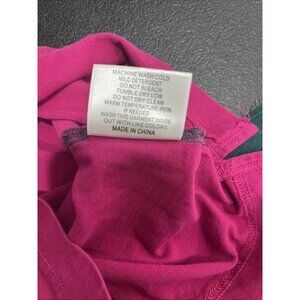 MACHINE WASH COLD
MILD DETERGENT
DO NOT BLEACH
TUMBLE DRY LOW
DO NOT DRY CLEAN
WARM TEMPERATURE IRON
IF NEEDED
WASH THIS GARMENT INSIDE
OUT WITH LIKE COLORS
MADE IN CHINA